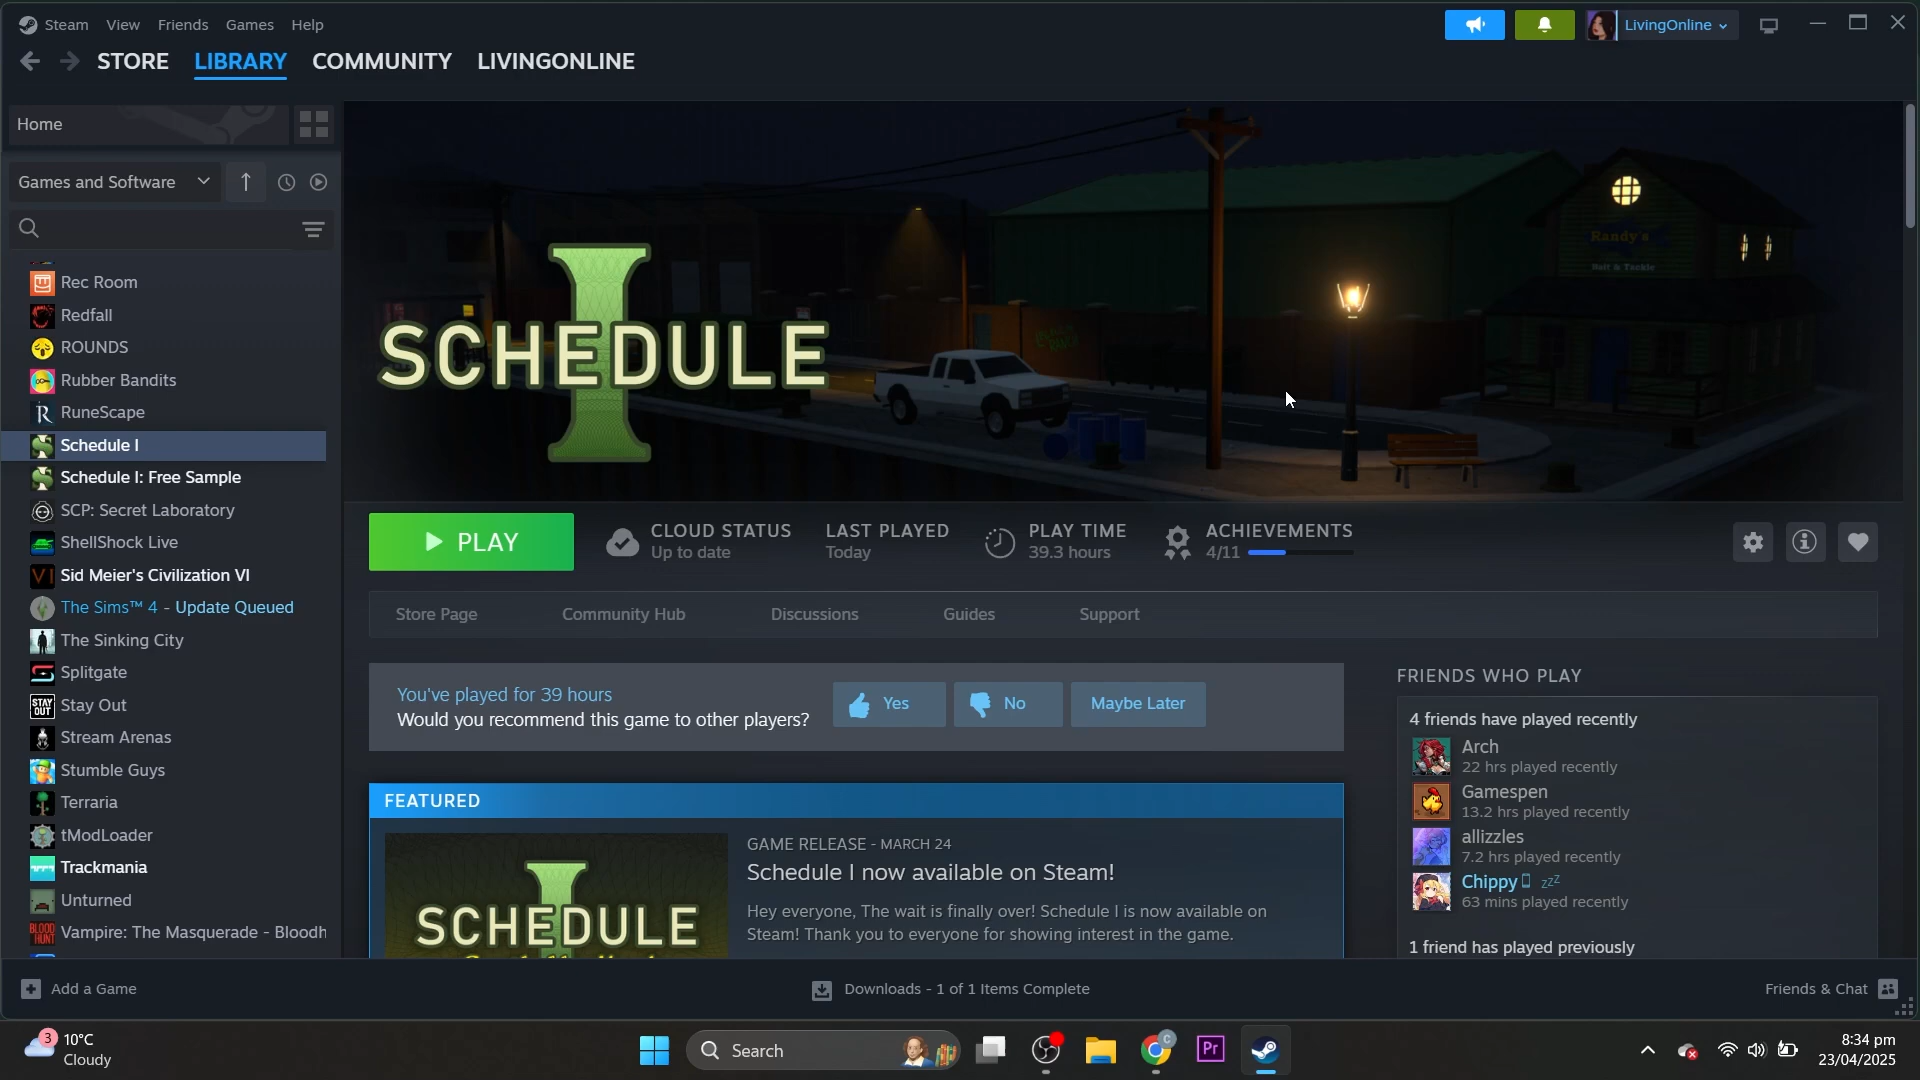 Steam View Friends Games Help
LivingOnline
STORE LIBRARY COMMUNITY LIVINGONLINE
Home
Games and Software
Rec Room
Redfall
ROUNDS
Rubber Bandits
RuneScape
Schedule I
Schedule I: Free Sample
SCP: Secret Laboratory
ShellShock Live
Sid Meier's Civilization VI
The Sims™ 4 - Update Queued
The Sinking City
Splitgate
Stay Out
Stream Arenas
Stumble Guys
Terraria
tModLoader
Trackmania
Unturned
Vampire: The Masquerade - Bloodh
Add a Game
Randy's
Bait & Tackle
SCHEDULE I
PLAY
CLOUD STATUS
Up to date
LAST PLAYED
Today
PLAY TIME
39.3 hours
ACHIEVEMENTS
4/11
Store Page Community Hub Discussions Guides Support
You've played for 39 hours
Would you recommend this game to other players?
Yes No Maybe Later
FEATURED
SCHEDULE I
GAME RELEASE - MARCH 24
Schedule I now available on Steam!
Hey everyone, The wait is finally over! Schedule I is now available on
Steam! Thank you to everyone for showing interest in the game.
FRIENDS WHO PLAY
4 friends have played recently
Arch
22 hrs played recently
Gamespen
13.2 hrs played recently
allizzles
7.2 hrs played recently
Chippy zzz
63 mins played recently
1 friend has played previously
Downloads - 1 of 1 Items Complete
Friends & Chat
3
10°C
Cloudy
Search
C
Pr
8:34 pm
23/04/2025